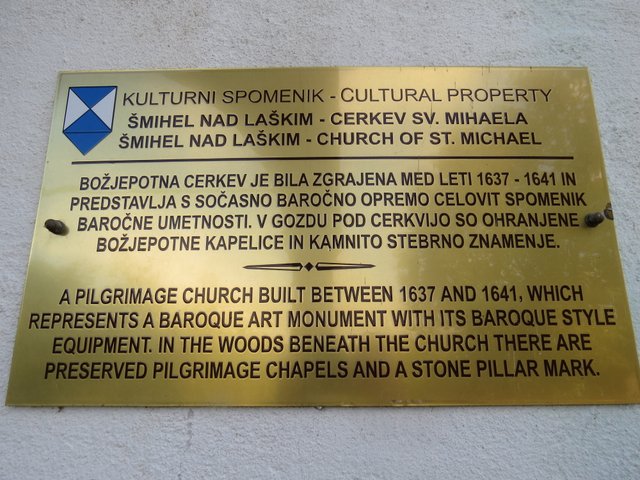 KULTURNI SPOMENIK - CULTURAL PROPERTY
ŠMIHEL NAD LAŠKIM - CERKEV SV. MIHAELA
ŠMIHEL NAD LAŠKIM - CHURCH OF ST. MICHAEL
BOŽJEPOTNA CERKEV JE BILA ZGRAJENA MED LETI 1637 - 1641 IN
PREDSTAVLJA S SOČASNO BAROČNO OPREMO CELOVIT SPOMENIK
BAROČNE UMETNOSTI. V GOZDU POD CERKVIJO SO OHRANJENE
BOŽJEPOTNE KAPELICE IN KAMNITO STEBRNO ZNAMENJE.
A PILGRIMAGE CHURCH BUILT BETWEEN 1637 AND 1641, WHICH
REPRESENTS A BAROQUE ART MONUMENT WITH ITS BAROQUE STYLE
EQUIPMENT. IN THE WOODS BENEATH THE CHURCH THERE ARE
PRESERVED PILGRIMAGE CHAPELS AND A STONE PILLAR MARK.